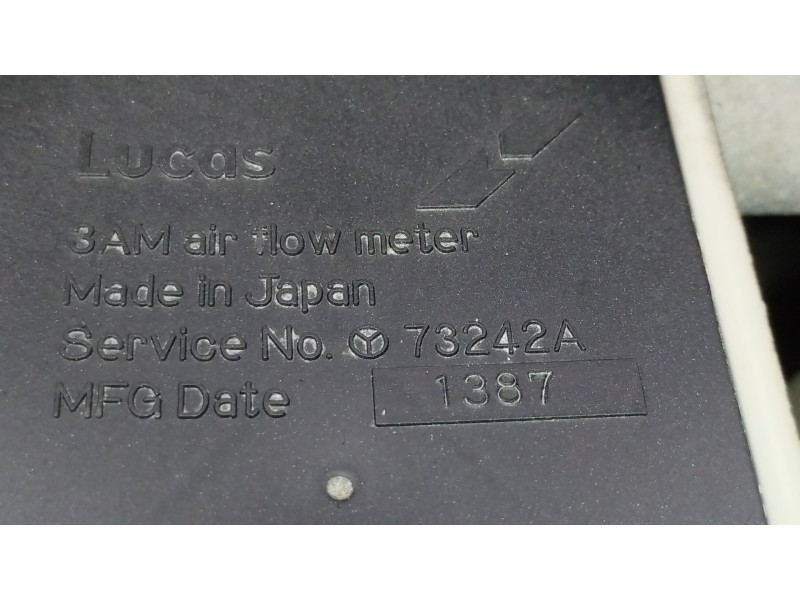 Lucas
3AM air flow meter
Made in Japan
Service No. 73242A
MFG Date 1387